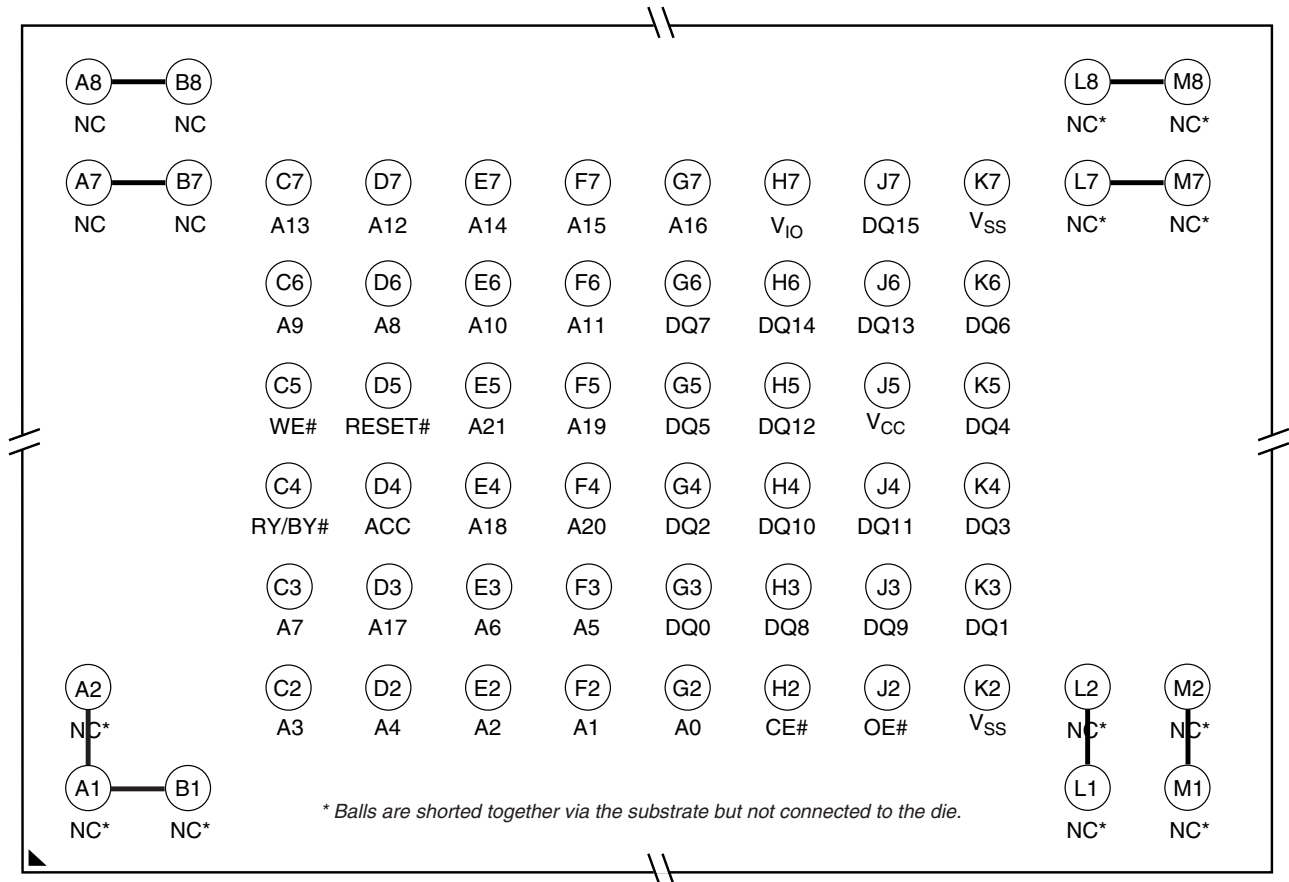 A8 B8 L8 M8
NC NC NC* NC*
A7 B7 C7 D7 E7 F7 G7 H7 J7 K7 L7 M7
NC NC A13 A12 A14 A15 A16 VIO DQ15 VSS NC* NC*
C6 D6 E6 F6 G6 H6 J6 K6
A9 A8 A10 A11 DQ7 DQ14 DQ13 DQ6
C5 D5 E5 F5 G5 H5 J5 K5
WE# RESET# A21 A19 DQ5 DQ12 VCC DQ4
C4 D4 E4 F4 G4 H4 J4 K4
RY/BY# ACC A18 A20 DQ2 DQ10 DQ11 DQ3
C3 D3 E3 F3 G3 H3 J3 K3
A7 A17 A6 A5 DQ0 DQ8 DQ9 DQ1
A2 C2 D2 E2 F2 G2 H2 J2 K2 L2 M2
NC* A3 A4 A2 A1 A0 CE# OE# VSS NC* NC*
A1 B1 L1 M1
NC* NC* * Balls are shorted together via the substrate but not connected to the die. NC* NC*